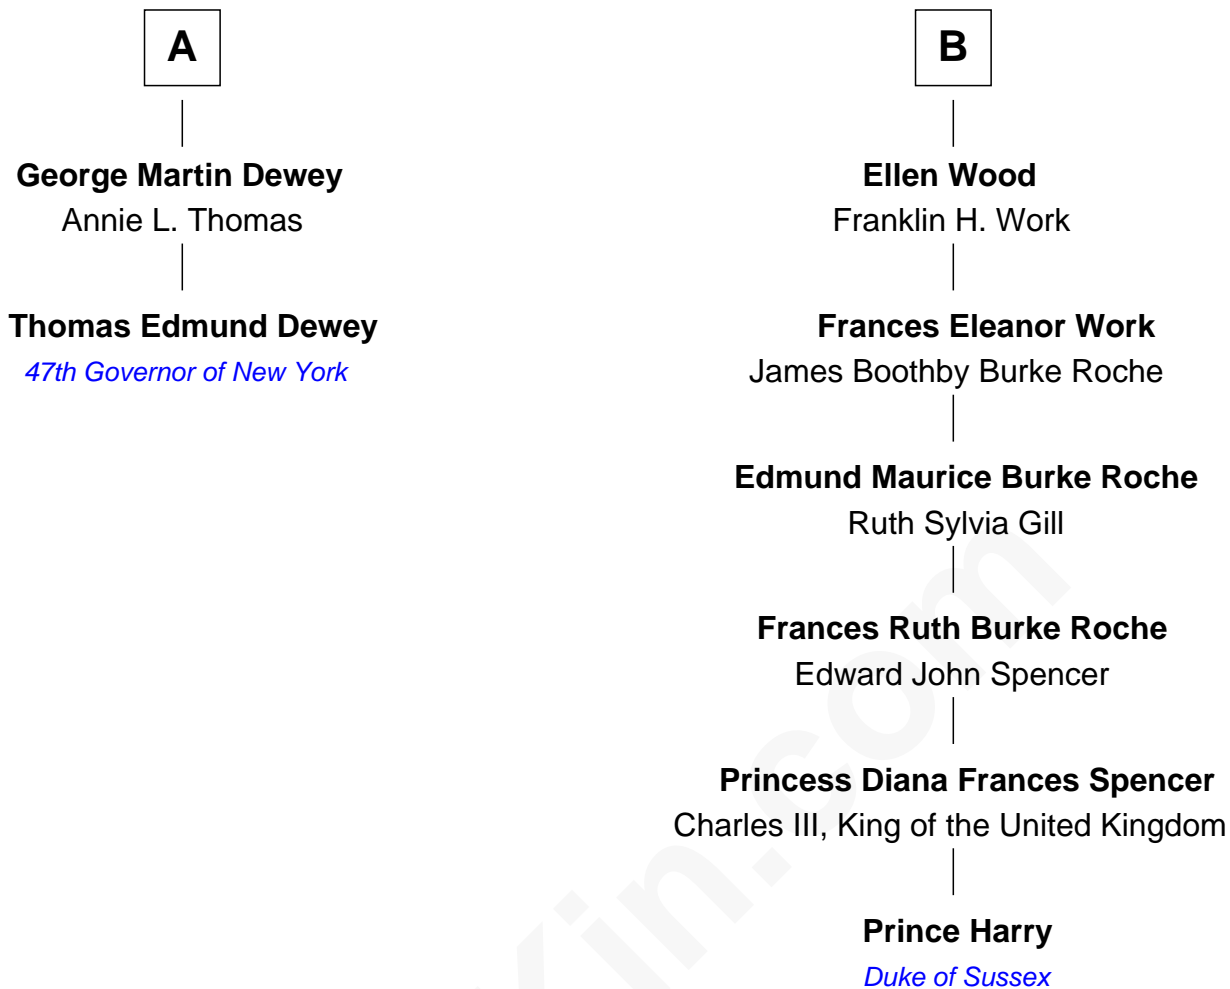 A
George Martin Dewey
Annie L. Thomas
Thomas Edmund Dewey
47th Governor of New York
B
Ellen Wood
Franklin H. Work
Frances Eleanor Work
James Boothby Burke Roche
Edmund Maurice Burke Roche
Ruth Sylvia Gill
Frances Ruth Burke Roche
Edward John Spencer
Princess Diana Frances Spencer
Charles III, King of the United Kingdom
Prince Harry
Duke of Sussex